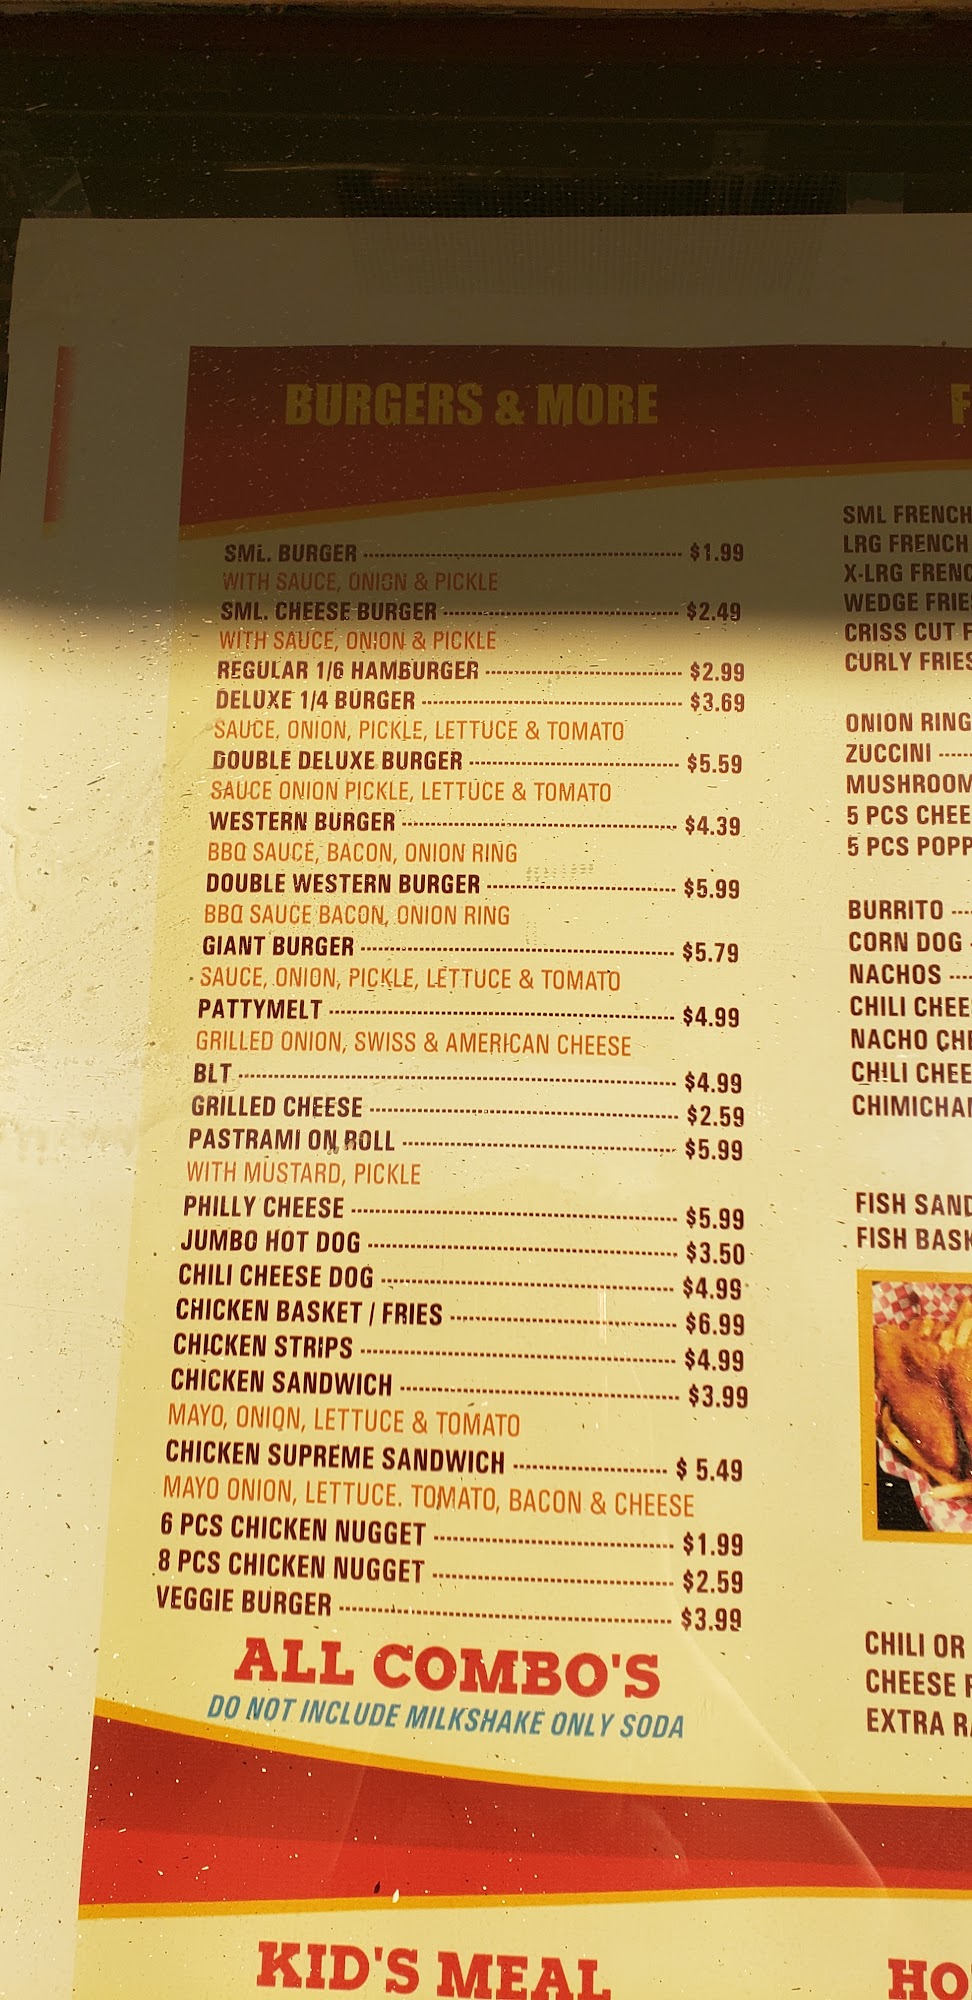 BURGERS & MORE
SML. BURGER $1.99
WITH SAUCE, ONION & PICKLE
SML. CHEESE BURGER $2.49
WITH SAUCE, ONION & PICKLE
REGULAR 1/6 HAMBURGER $2.99
DELUXE 1/4 BURGER $3.69
SAUCE, ONION, PICKLE, LETTUCE & TOMATO
DOUBLE DELUXE BURGER $5.59
SAUCE ONION PICKLE, LETTUCE & TOMATO
WESTERN BURGER $4.39
BBQ SAUCE, BACON, ONION RING
DOUBLE WESTERN BURGER $5.99
BBQ SAUCE BACON, ONION RING
GIANT BURGER $5.79
SAUCE, ONION, PICKLE, LETTUCE & TOMATO
PATTYMELT $4.99
GRILLED ONION, SWISS & AMERICAN CHEESE
BLT $4.99
GRILLED CHEESE $2.59
PASTRAMI ON ROLL $5.99
WITH MUSTARD, PICKLE
PHILLY CHEESE $5.99
JUMBO HOT DOG $3.50
CHILI CHEESE DOG $4.99
CHICKEN BASKET / FRIES $6.99
CHICKEN STRIPS $4.99
CHICKEN SANDWICH $3.99
MAYO, ONION, LETTUCE & TOMATO
CHICKEN SUPREME SANDWICH $ 5.49
MAYO ONION, LETTUCE. TOMATO, BACON & CHEESE
6 PCS CHICKEN NUGGET $1.99
8 PCS CHICKEN NUGGET $2.59
VEGGIE BURGER $3.99
ALL COMBO'S
DO NOT INCLUDE MILKSHAKE ONLY SODA
KID'S MEAL
F
SML FRENCH
LRG FRENCH
X-LRG FRENC
WEDGE FRIES
CRISS CUT F
CURLY FRIES
ONION RING
ZUCCINI
MUSHROOM
5 PCS CHEE
5 PCS POPP
BURRITO
CORN DOG
NACHOS
CHILI CHEE
NACHO CHE
CHILI CHEE
CHIMICHAN
FISH SAND
FISH BASK
CHILI OR
CHEESE F
EXTRA RA
HO